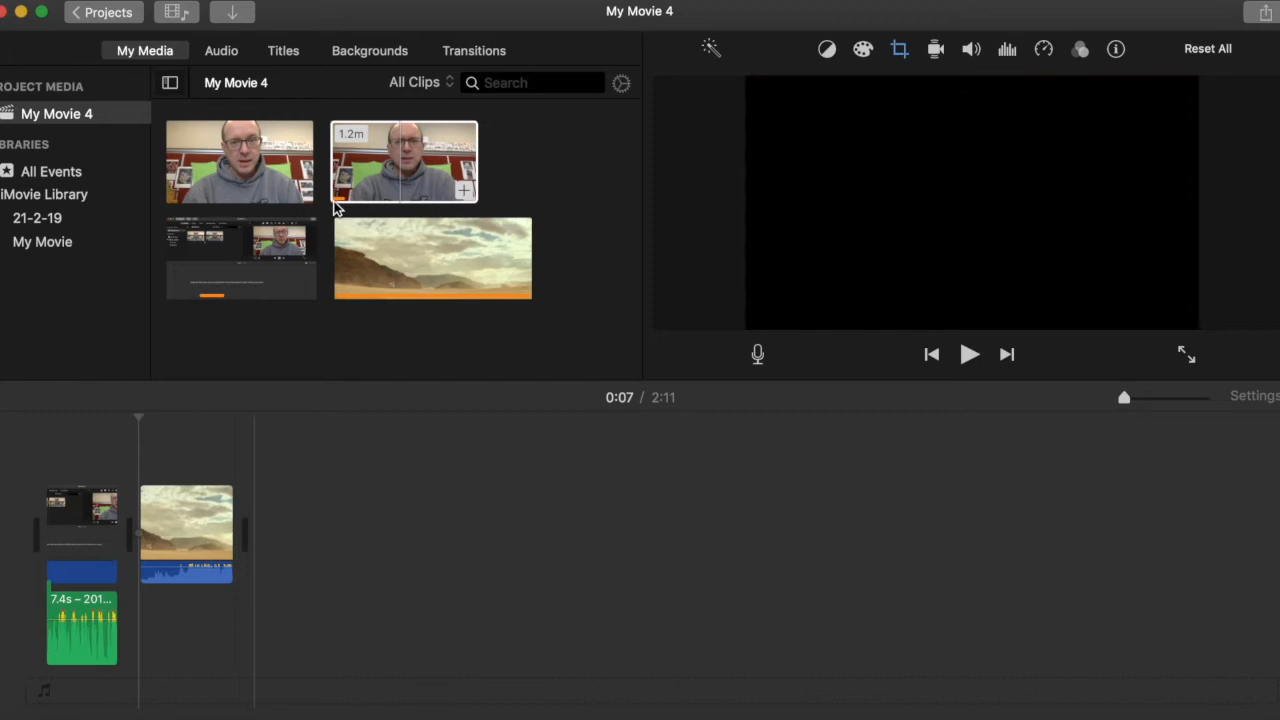 Projects
My Movie 4
My Media Audio Titles Backgrounds Transitions
Reset All
ROJECT MEDIA
My Movie 4 All Clips Search
My Movie 4
BRARIES
All Events
iMovie Library
21-2-19
My Movie
1.2m
0:07 / 2:11
Settings
7.4s – 201...